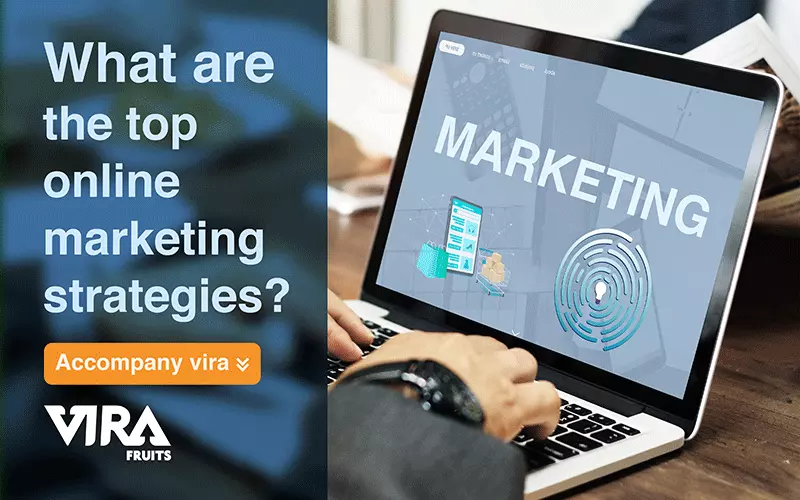 What are
the top
online
marketing
strategies?
Accompany vira
VIRA
FRUITS
MARKETING